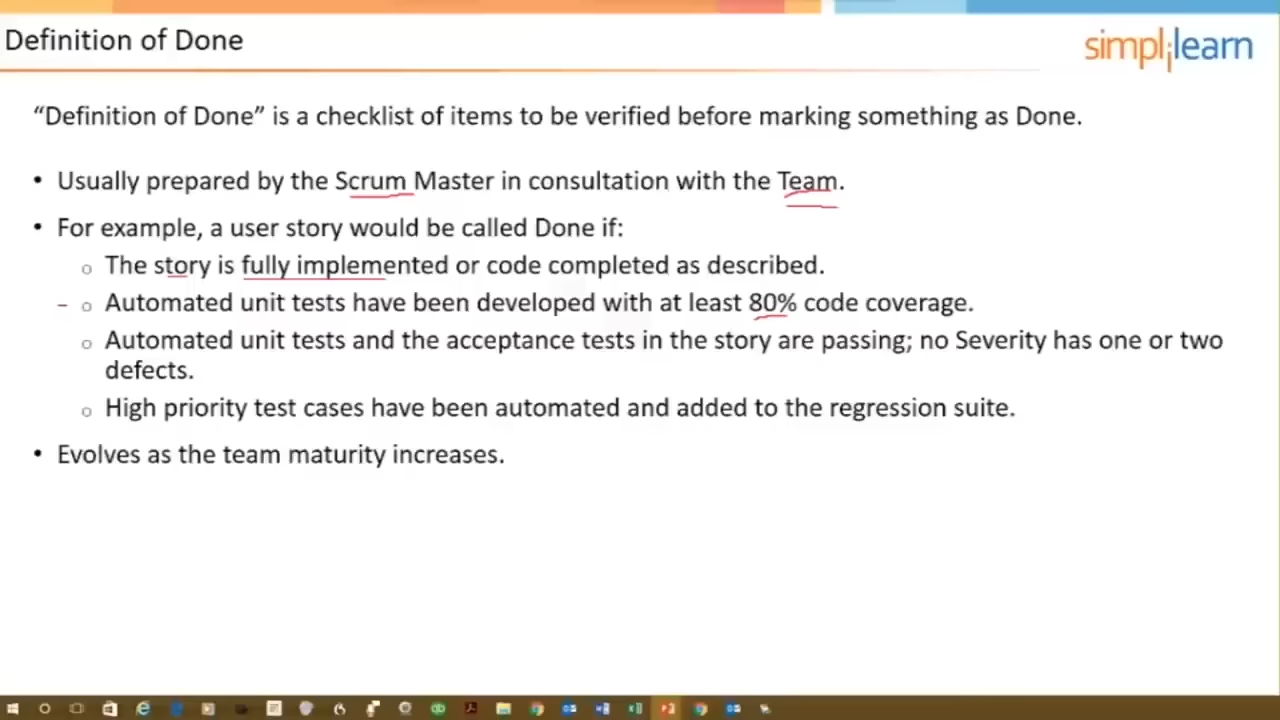 Definition of Done
simplilearn
“Definition of Done” is a checklist of items to be verified before marking something as Done.
• Usually prepared by the Scrum Master in consultation with the Team.
• For example, a user story would be called Done if:
o The story is fully implemented or code completed as described.
o Automated unit tests have been developed with at least 80% code coverage.
o Automated unit tests and the acceptance tests in the story are passing; no Severity has one or two
defects.
o High priority test cases have been automated and added to the regression suite.
• Evolves as the team maturity increases.